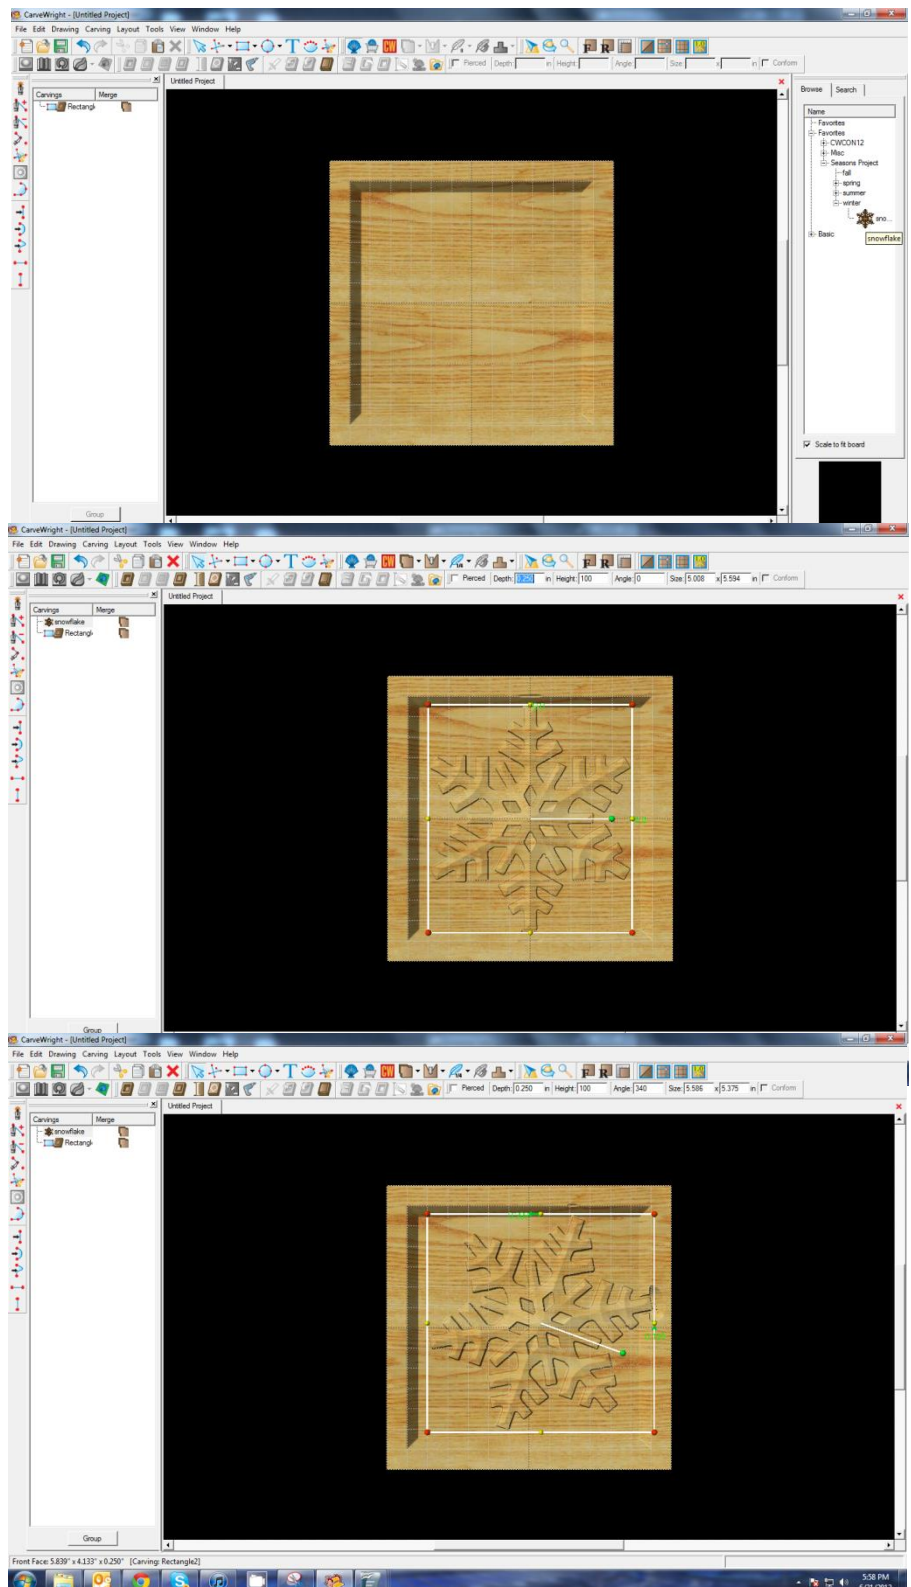 CarveWright - [Untitled Project]
File Edit Drawing Carving Layout Tools View Window Help
Pierced Depth: in Height: Angle: Size: x in Conform
Carvings Merge
Rectangl
Untitled Project
Browse Search
Name
Favorites
Favorites
CWCON12
Misc
Seasons Project
fall
spring
summer
winter
sno...
Basic
snowflake
Scale to fit board
Group
CarveWright - [Untitled Project]
File Edit Drawing Carving Layout Tools View Window Help
Pierced Depth: 0.250 in Height: 100 Angle: 0 Size: 5.008 x 5.594 in Conform
Carvings Merge
snowflake
Rectangl
Untitled Project
Group
CarveWright - [Untitled Project]
File Edit Drawing Carving Layout Tools View Window Help
Pierced Depth: 0.250 in Height: 100 Angle: 340 Size: 5.586 x 5.375 in Conform
Carvings Merge
snowflake
Rectangl
Untitled Project
Group
Front Face: 5.839" x 4.133" x 0.250" [Carving: Rectangle2]
5:58 PM